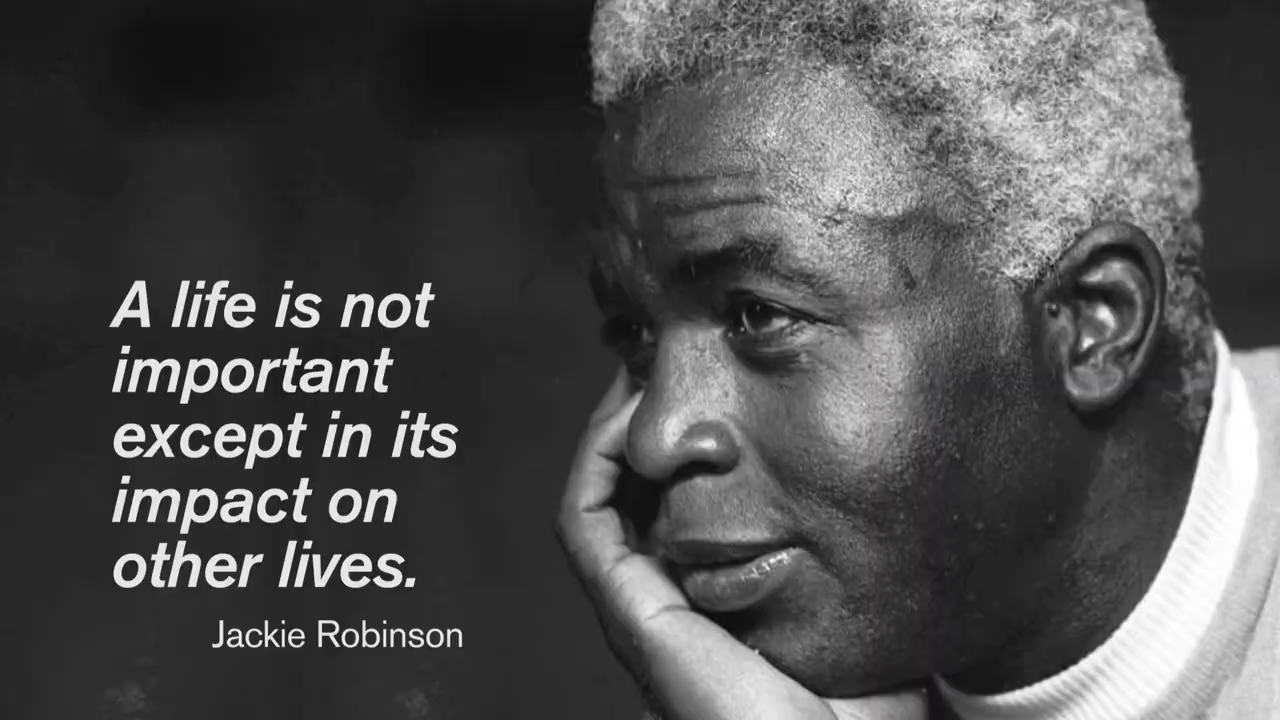 A life is not
important
except in its
impact on
other lives.
Jackie Robinson